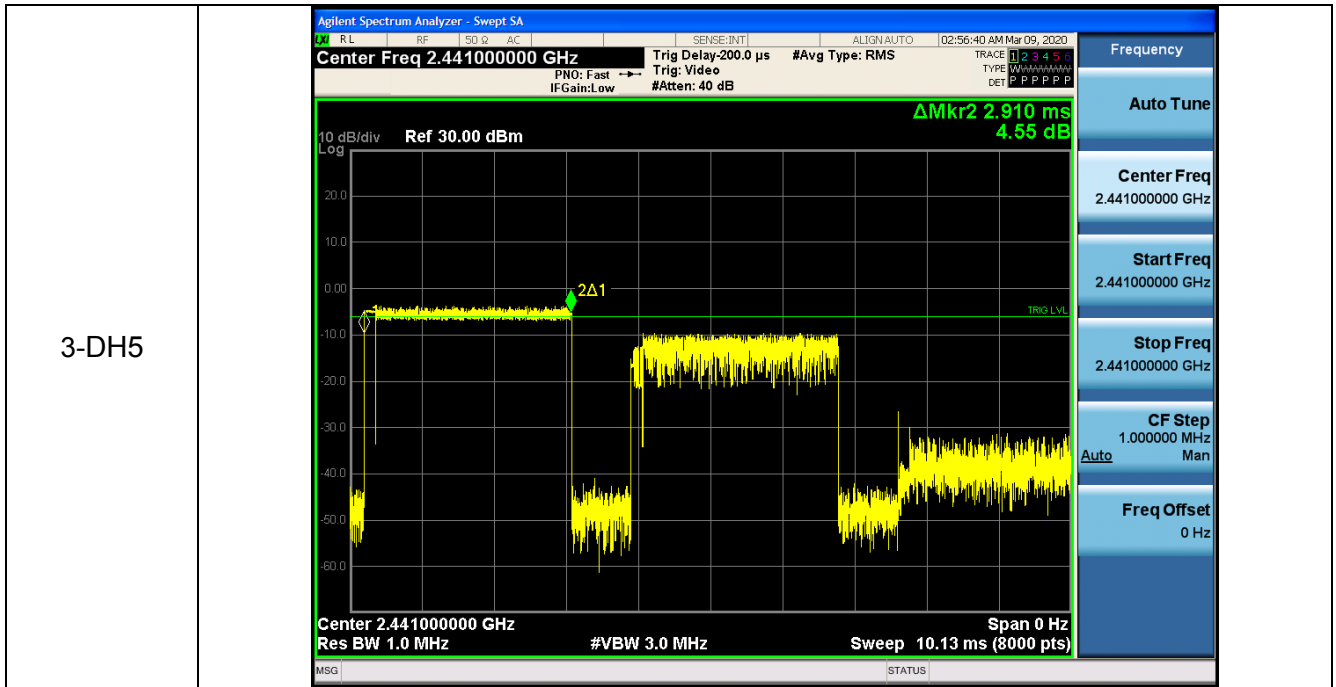 3-DH5
Agilent Spectrum Analyzer - Swept SA
LXI RL RF 50 Ω AC SENSE:INT ALIGN AUTO 02:56:40 AM Mar 09, 2020
Center Freq 2.441000000 GHz
PNO: Fast
IFGain:Low
Trig Delay-200.0 µs
Trig: Video
#Atten: 40 dB
#Avg Type: RMS
TRACE 1 2 3 4 5 6
TYPE WWWWWW
DET P P P P P P
ΔMkr2 2.910 ms
4.55 dB
10 dB/div Ref 30.00 dBm
Log
20.0
10.0
0.00
-10.0
-20.0
-30.0
-40.0
-50.0
-60.0
2Δ1
TRIG LVL
Center 2.441000000 GHz Span 0 Hz
Res BW 1.0 MHz #VBW 3.0 MHz Sweep 10.13 ms (8000 pts)
MSG STATUS
Frequency
Auto Tune
Center Freq
2.441000000 GHz
Start Freq
2.441000000 GHz
Stop Freq
2.441000000 GHz
CF Step
1.000000 MHz
Auto Man
Freq Offset
0 Hz